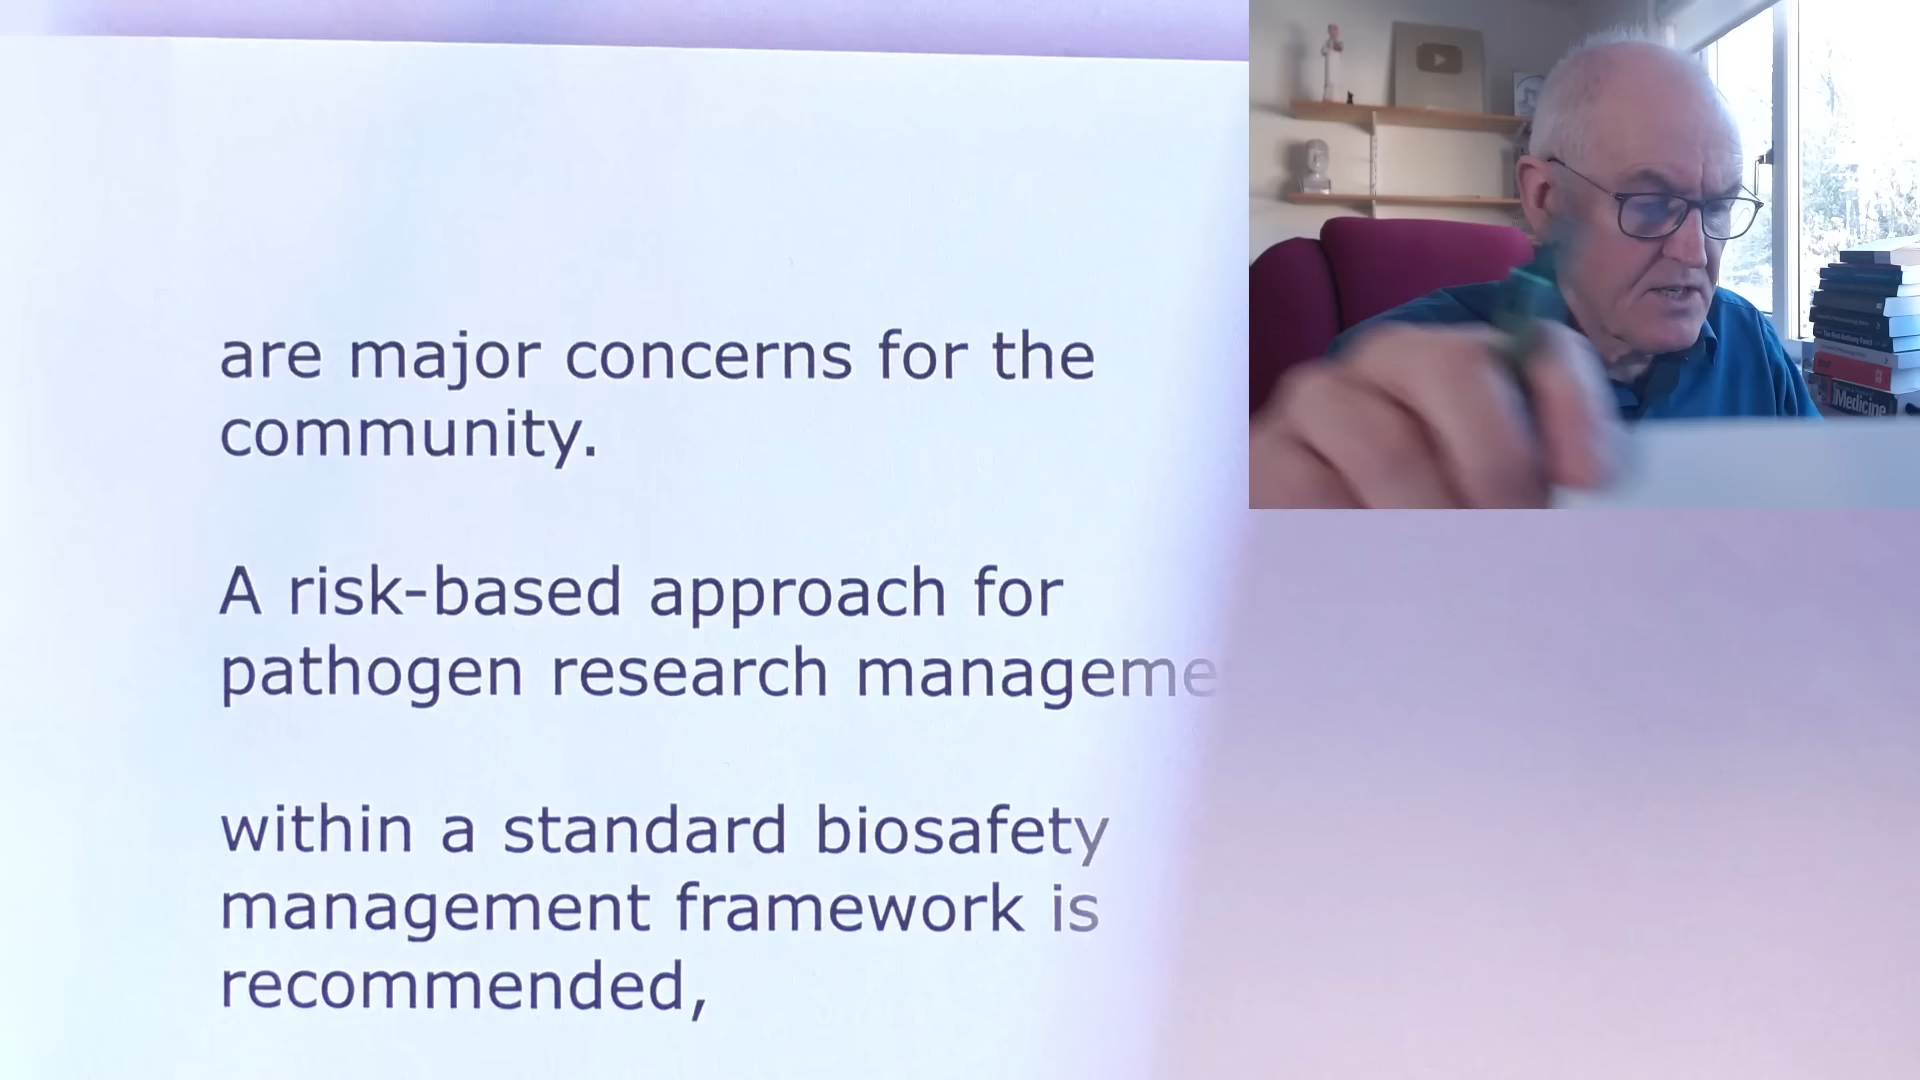 are major concerns for the
community.
A risk-based approach for
pathogen research manageme
within a standard biosafety
management framework is
recommended,
Medicine